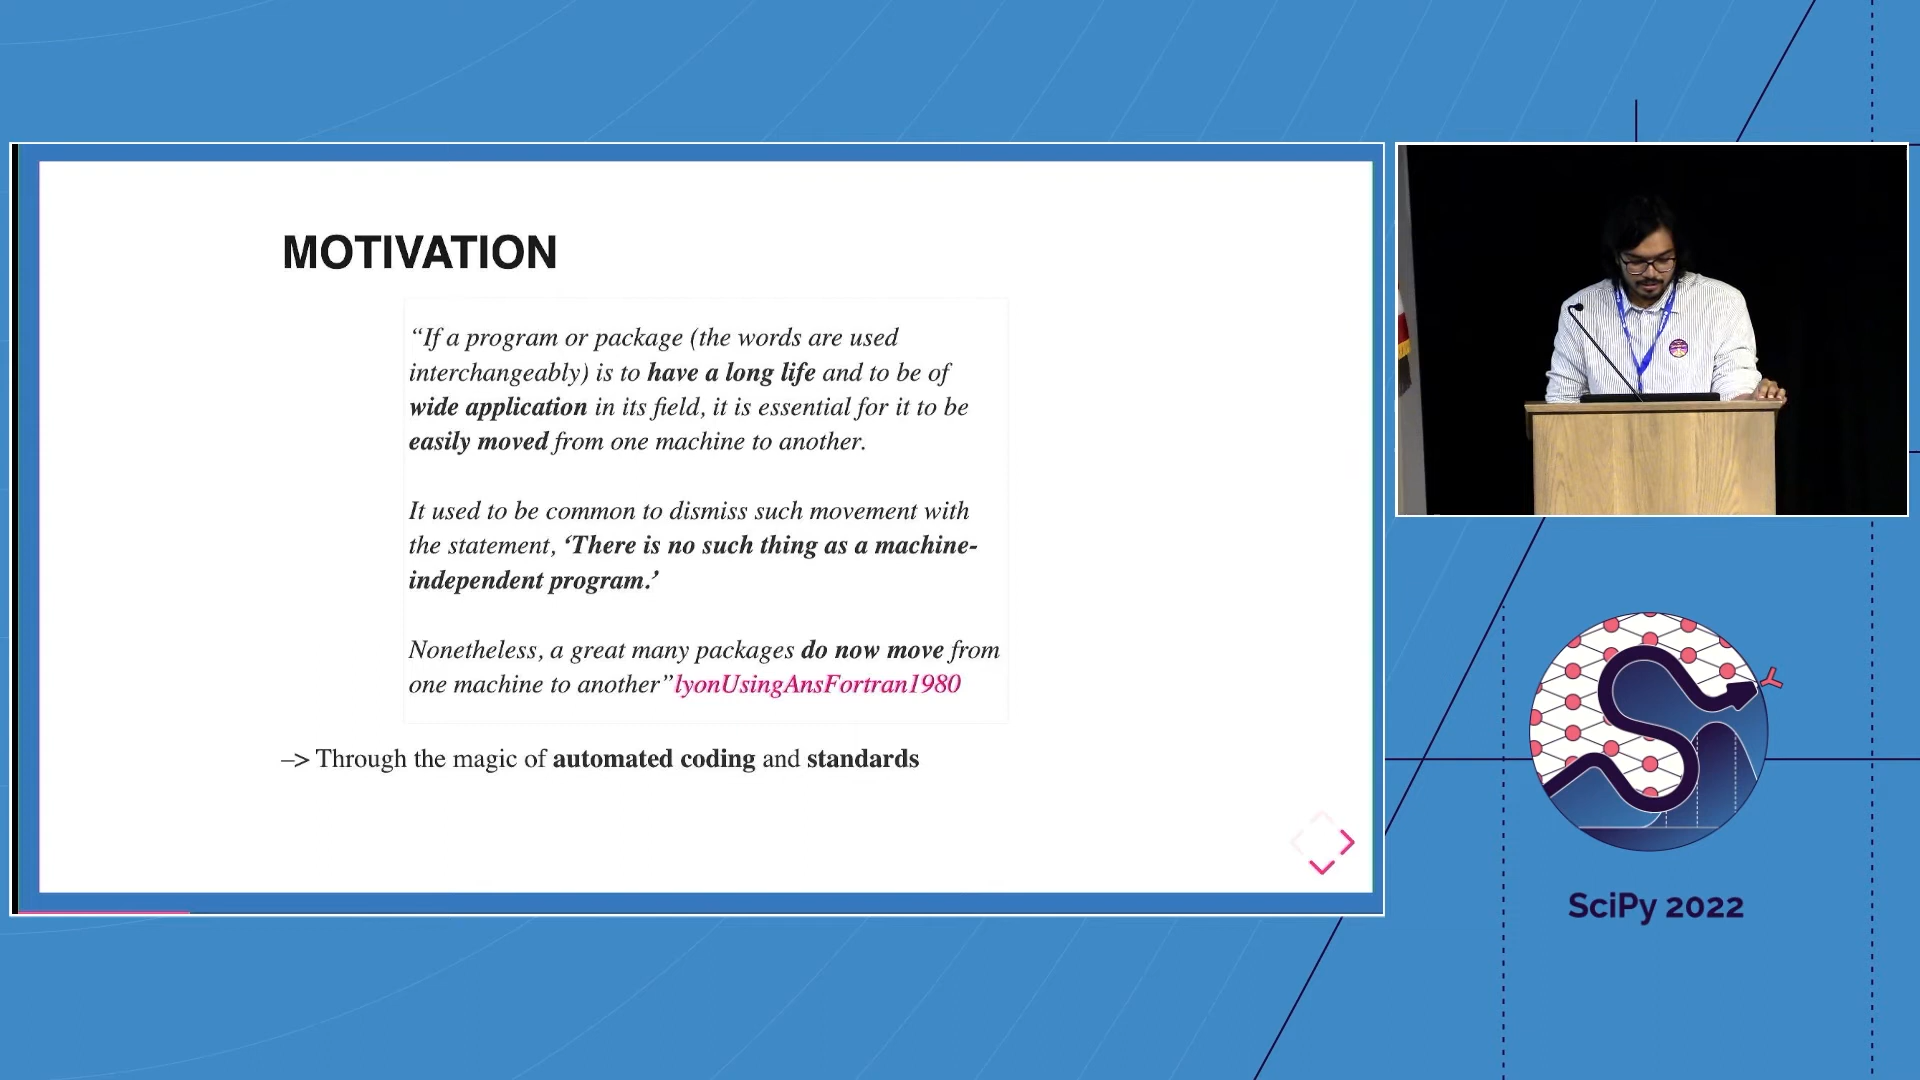 MOTIVATION
“If a program or package (the words are used
interchangeably) is to have a long life and to be of
wide application in its field, it is essential for it to be
easily moved from one machine to another.
It used to be common to dismiss such movement with
the statement, ‘There is no such thing as a machine-
independent program.’
Nonetheless, a great many packages do now move from
one machine to another”lyonUsingAnsFortran1980
–> Through the magic of automated coding and standards
SciPy 2022